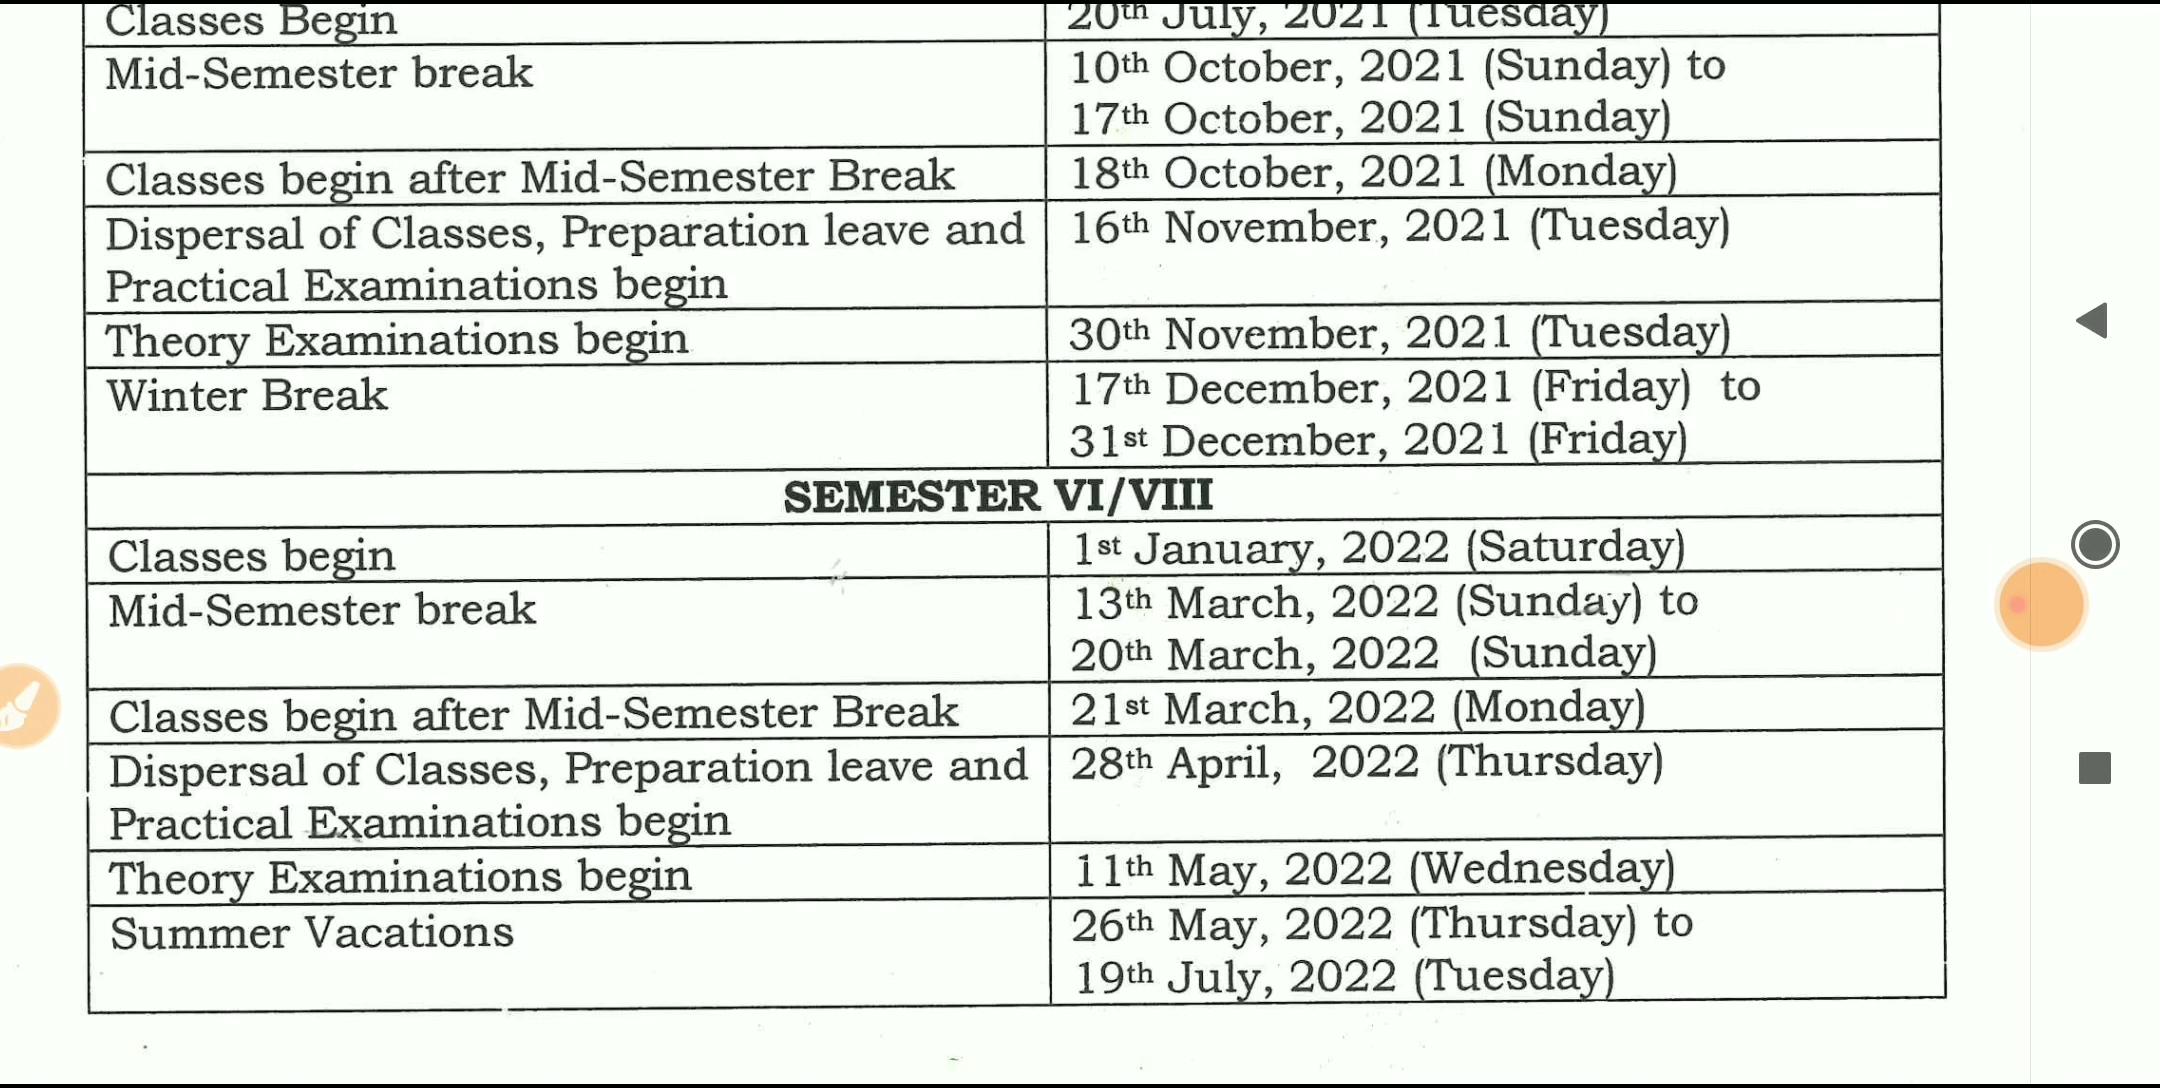 Classes Begin
20th July, 2021 (Tuesday)
Mid-Semester break
10th October, 2021 (Sunday) to
17th October, 2021 (Sunday)
Classes begin after Mid-Semester Break
18th October, 2021 (Monday)
Dispersal of Classes, Preparation leave and
Practical Examinations begin
16th November, 2021 (Tuesday)
Theory Examinations begin
30th November, 2021 (Tuesday)
Winter Break
17th December, 2021 (Friday) to
31st December, 2021 (Friday)
SEMESTER VI/VIII
Classes begin
1st January, 2022 (Saturday)
Mid-Semester break
13th March, 2022 (Sunday) to
20th March, 2022 (Sunday)
Classes begin after Mid-Semester Break
21st March, 2022 (Monday)
Dispersal of Classes, Preparation leave and
Practical Examinations begin
28th April, 2022 (Thursday)
Theory Examinations begin
11th May, 2022 (Wednesday)
Summer Vacations
26th May, 2022 (Thursday) to
19th July, 2022 (Tuesday)